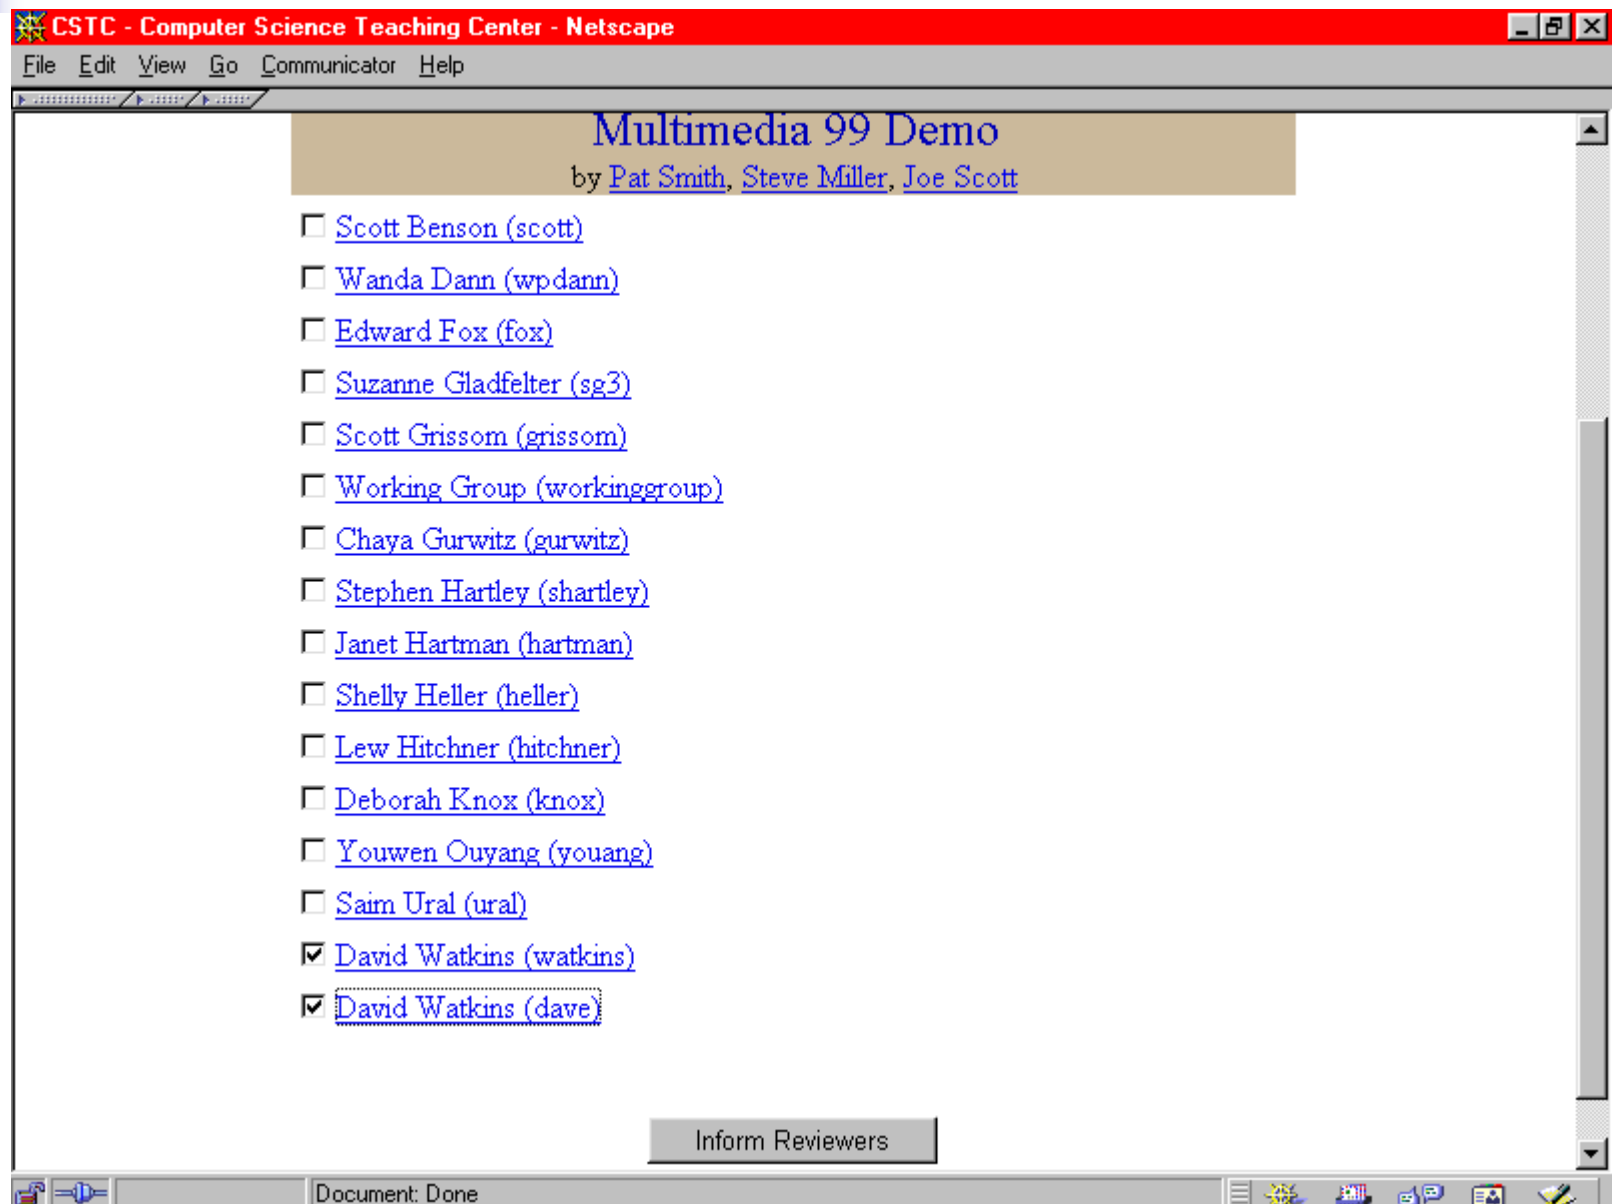 CSTC - Computer Science Teaching Center - Netscape
File Edit View Go Communicator Help
Multimedia 99 Demo
by Pat Smith, Steve Miller, Joe Scott
Scott Benson (scott)
Wanda Dann (wpdann)
Edward Fox (fox)
Suzanne Gladfelter (sg3)
Scott Grissom (grissom)
Working Group (workinggroup)
Chaya Gurwitz (gurwitz)
Stephen Hartley (shartley)
Janet Hartman (hartman)
Shelly Heller (heller)
Lew Hitchner (hitchner)
Deborah Knox (knox)
Youwen Ouyang (youang)
Saim Ural (ural)
David Watkins (watkins)
David Watkins (dave)
Inform Reviewers
Document: Done